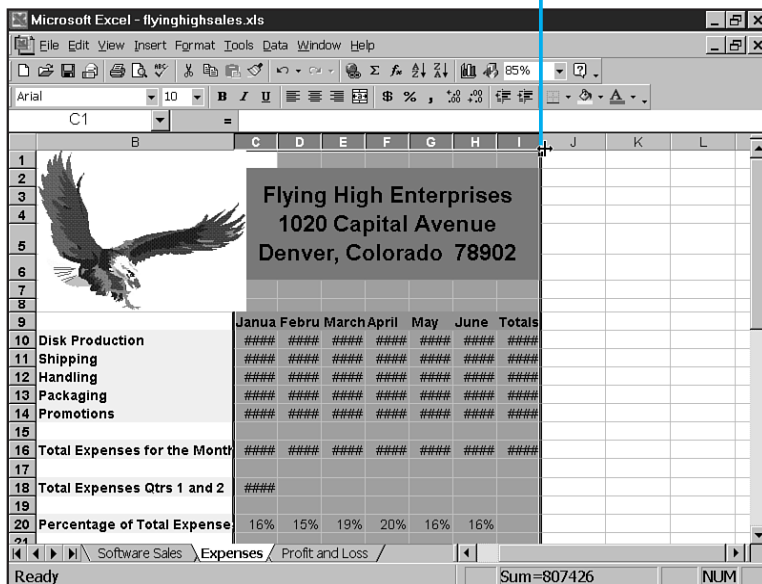 Microsoft Excel - flyinghighsales.xls
File Edit View Insert Format Tools Data Window Help
85%
Arial 10 B I U $ % ,
C1 =
B C D E F G H I J K L
1
2
3 Flying High Enterprises
4 1020 Capital Avenue
5 Denver, Colorado 78902
6
7
8
9 Janua Febru March April May June Totals
10 Disk Production #### #### #### #### #### #### ####
11 Shipping #### #### #### #### #### #### ####
12 Handling #### #### #### #### #### #### ####
13 Packaging #### #### #### #### #### #### ####
14 Promotions #### #### #### #### #### #### ####
15
16 Total Expenses for the Month #### #### #### #### #### #### ####
17
18 Total Expenses Qtrs 1 and 2 ####
19
20 Percentage of Total Expense 16% 15% 19% 20% 16% 16%
21
Software Sales Expenses Profit and Loss
Ready Sum=807426 NUM